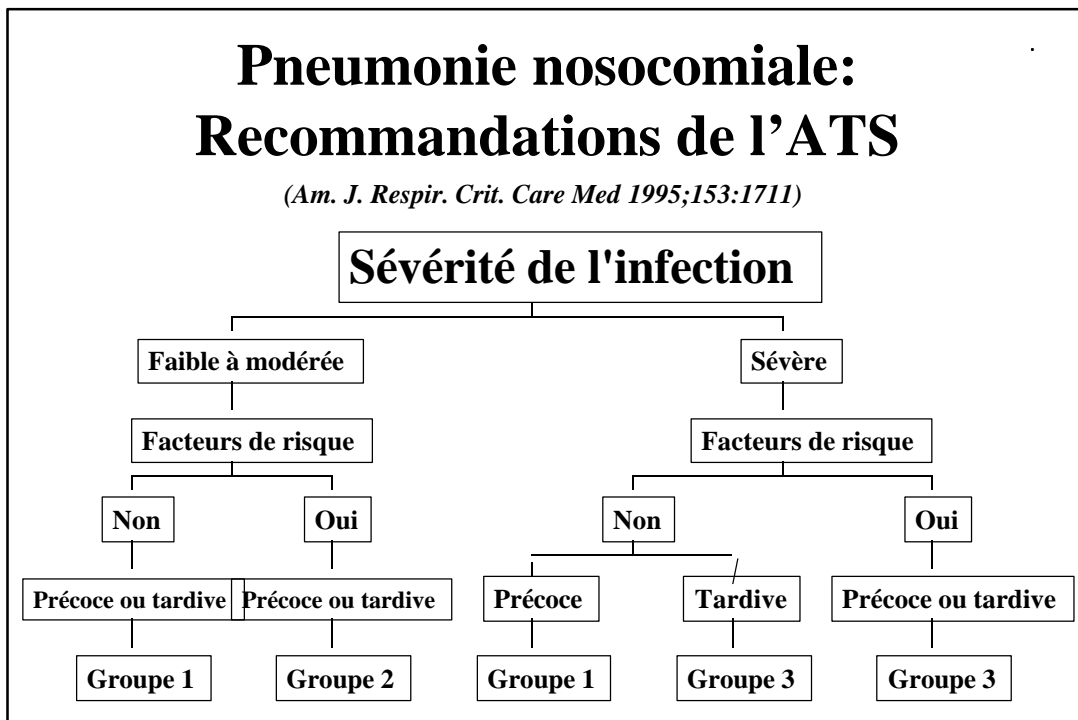 Pneumonie nosocomiale:
Recommandations de l’ATS
(Am. J. Respir. Crit. Care Med 1995;153:1711)
Sévérité de l'infection
Faible à modérée
Sévère
Facteurs de risque
Facteurs de risque
Non
Oui
Non
Oui
Précoce ou tardive
Précoce ou tardive
Précoce
Tardive
Précoce ou tardive
Groupe 1
Groupe 2
Groupe 1
Groupe 3
Groupe 3